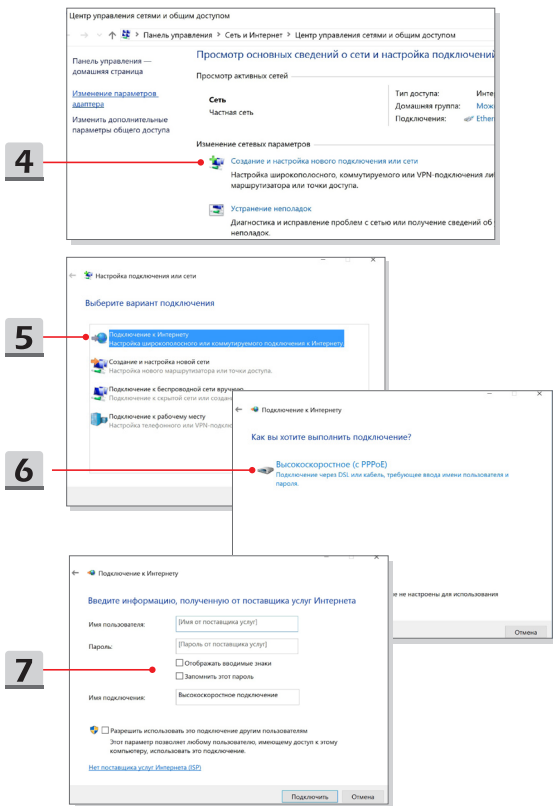 Центр управления сетями и общим доступом
Панель управления > Сеть и Интернет > Центр управления сетями и общим доступом
Панель управления —
домашняя страница
Изменение параметров
адаптера
Изменить дополнительные
параметры общего доступа
Просмотр основных сведений о сети и настройка подключений
Просмотр активных сетей
Сеть
Частная сеть
Тип доступа:
Домашняя группа:
Подключения:
Изменение сетевых параметров
4
Создание и настройка нового подключения или сети
Настройка широкополосного, коммутируемого или VPN-подключения
маршрутизатора или точки доступа.
Устранение неполадок
Диагностика и исправление проблем с сетью или получение сведений об
неполадок.
Настройка подключения или сети
Выберите вариант подключения
5
Подключение к Интернету
Настройка широкополосного или коммутируемого подключения к Интернету.
Создание и настройка новой сети
Настройка нового маршрутизатора или точки доступа.
Подключение к беспроводной сети вручную
Подключение к скрытой сети или
Подключение к рабочему месту
Настройка телефонного или
Подключение к Интернету
Как вы хотите выполнить подключение?
6
Высокоскоростное (с PPPoE)
Подключение через DSL или кабель, требующее ввода имени пользователя и
пароля.
не настроены для использования
Отмена
Подключение к Интернету
Введите информацию, полученную от поставщика услуг Интернета
Имя пользователя:
[Имя от поставщика услуг]
Пароль:
[Пароль от поставщика услуг]
Отображать вводимые знаки
7
Запомнить этот пароль
Имя подключения:
Высокоскоростное подключение
Разрешить использовать это подключение другим пользователям
Этот параметр позволяет любому пользователю, имеющему доступ к этому
компьютеру, использовать это подключение.
Нет поставщика услуг Интернета (ISP)
Подключить
Отмена